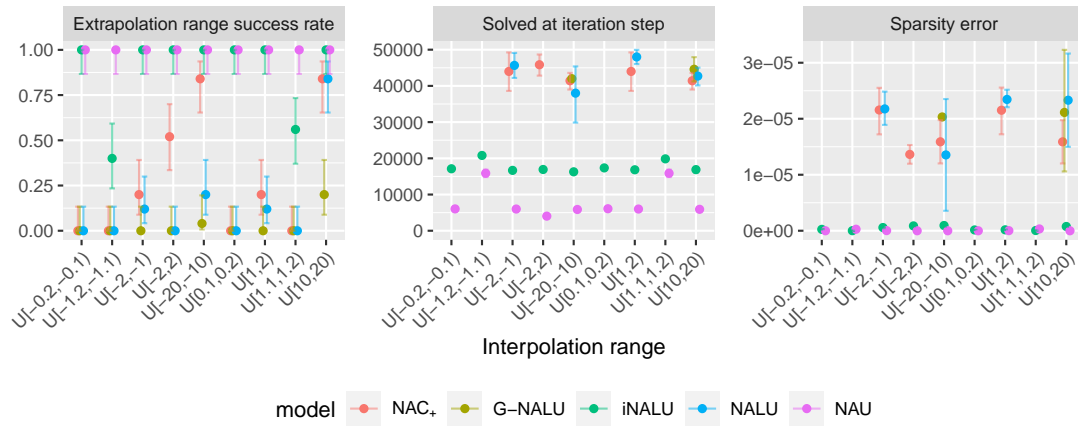 Extrapolation range success rate
Solved at iteration step
Sparsity error
1.00
0.75
0.50
0.25
0.00
50000
40000
30000
20000
10000
0
3e−05
2e−05
1e−05
0e+00
U[−0.2,−0.1)
U[−1.2,−1.1)
U[−2,−1)
U[−2,2)
U[−20,−10)
U[0.1,0.2)
U[1,2)
U[1.1,1.2)
U[10,20)
U[−0.2,−0.1)
U[−1.2,−1.1)
U[−2,−1)
U[−2,2)
U[−20,−10)
U[0.1,0.2)
U[1,2)
U[1.1,1.2)
U[10,20)
U[−0.2,−0.1)
U[−1.2,−1.1)
U[−2,−1)
U[−2,2)
U[−20,−10)
U[0.1,0.2)
U[1,2)
U[1.1,1.2)
U[10,20)
Interpolation range
model NAC₊ G−NALU iNALU NALU NAU